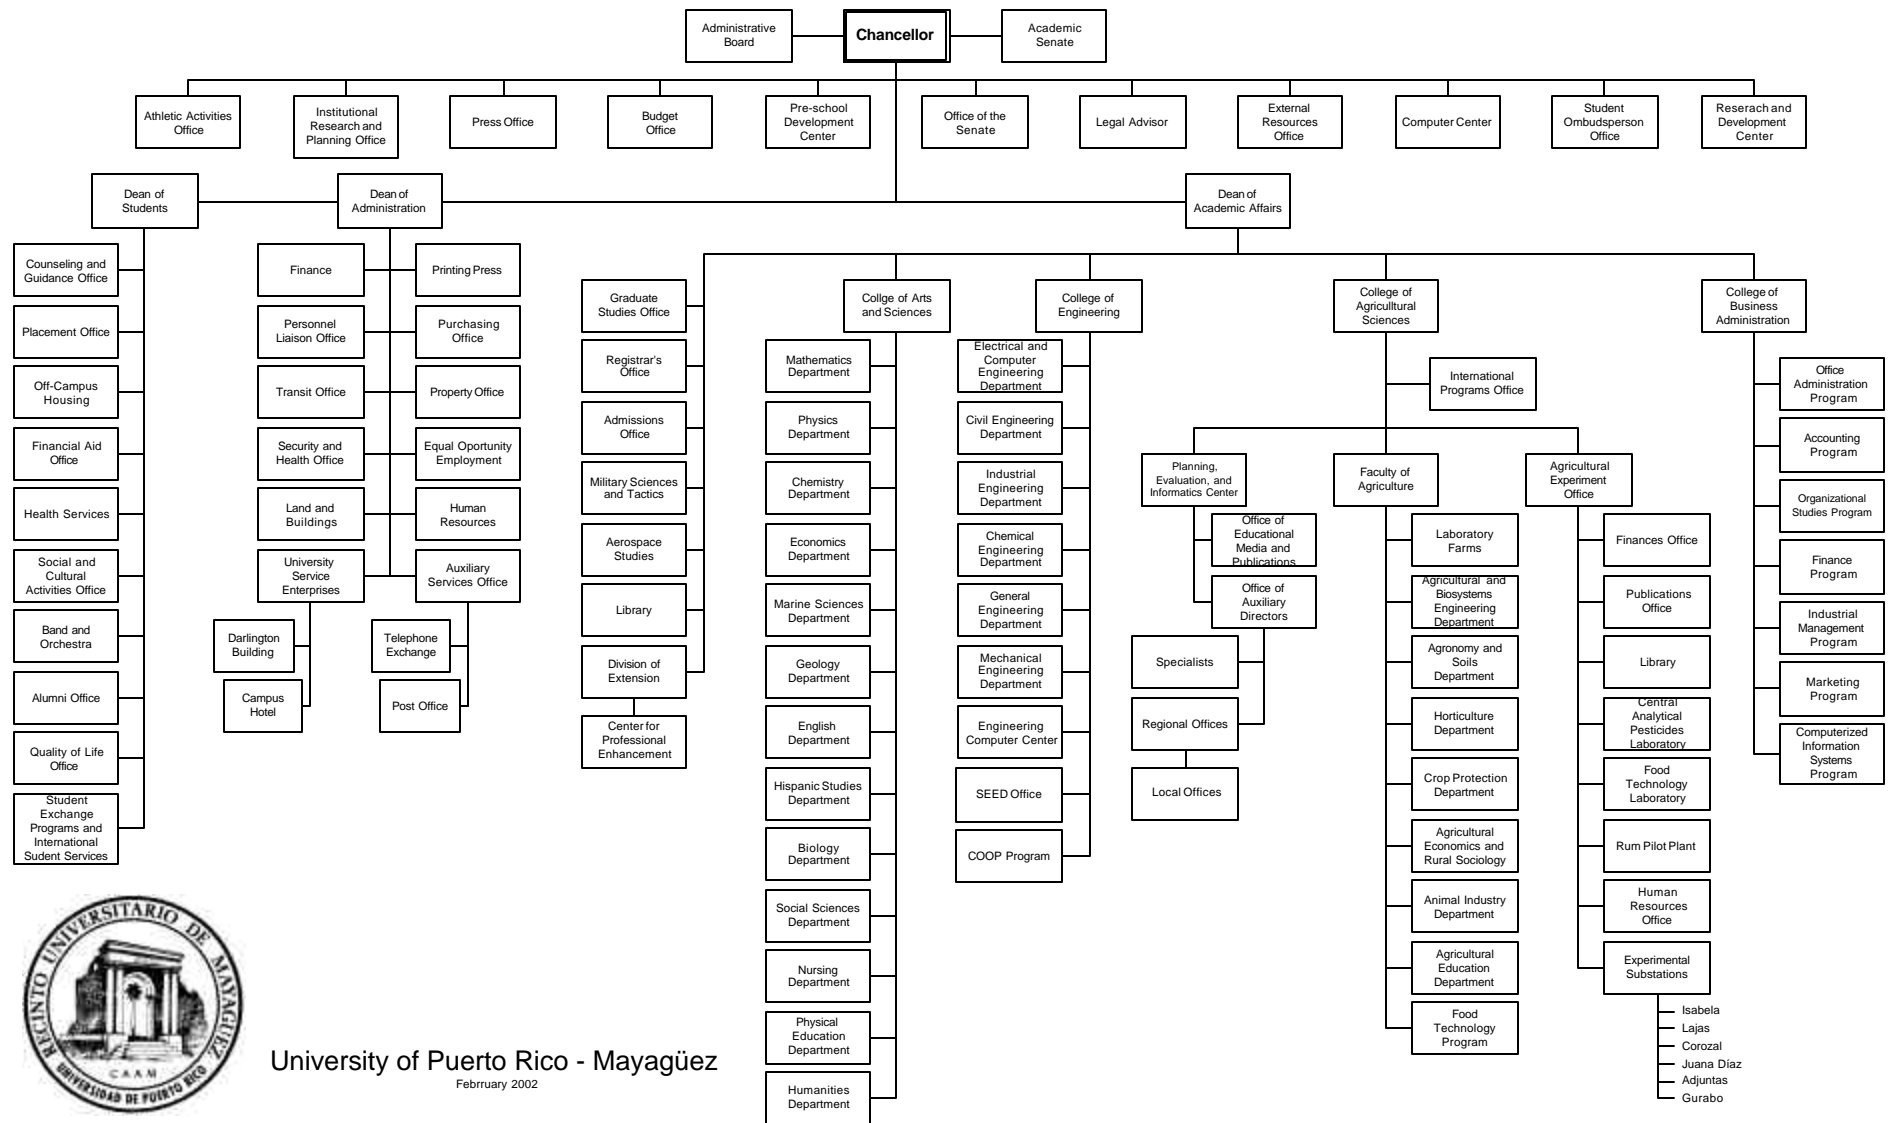 Administrative
Board
Chancellor
Academic
Senate
Athletic Activities
Office
Institutional
Research and
Planning Office
Press Office
Budget
Office
Pre-school
Development
Center
Office of the
Senate
Legal Advisor
External
Resources
Office
Computer Center
Student
Ombudsperson
Office
Reserach and
Development
Center
Dean of
Students
Dean of
Administration
Dean of
Academic Affairs
Counseling and
Guidance Office
Placement Office
Off-Campus
Housing
Financial Aid
Office
Health Services
Social and
Cultural
Activities Office
Band and
Orchestra
Alumni Office
Quality of Life
Office
Student
Exchange
Programs and
International
Sudent Services
Finance
Personnel
Liaison Office
Transit Office
Security and
Health Office
Land and
Buildings
University
Service
Enterprises
Darlington
Building
Campus
Hotel
Printing Press
Purchasing
Office
Property Office
Equal Oportunity
Employment
Human
Resources
Auxiliary
Services Office
Telephone
Exchange
Post Office
Graduate
Studies Office
Registrar's
Office
Admissions
Office
Military Sciences
and Tactics
Aerospace
Studies
Library
Division of
Extension
Center for
Professional
Enhancement
Collge of Arts
and Sciences
Mathematics
Department
Physics
Department
Chemistry
Department
Economics
Department
Marine Sciences
Department
Geology
Department
English
Department
Hispanic Studies
Department
Biology
Department
Social Sciences
Department
Nursing
Department
Physical
Education
Department
Humanities
Department
College of
Engineering
Electrical and
Computer
Engineering
Department
Civil Engineering
Department
Industrial
Engineering
Department
Chemical
Engineering
Department
General
Engineering
Department
Mechanical
Engineering
Department
Engineering
Computer Center
SEED Office
COOP Program
College of
Agricultural
Sciences
International
Programs Office
Planning,
Evaluation, and
Informatics Center
Office of
Educational
Media and
Publications
Office of
Auxiliary
Directors
Specialists
Regional Offices
Local Offices
Faculty of
Agriculture
Laboratory
Farms
Agricultural and
Biosystems
Engineering
Department
Agronomy and
Soils
Department
Horticulture
Department
Crop Protection
Department
Agricultural
Economics and
Rural Sociology
Animal Industry
Department
Agricultural
Education
Department
Food
Technology
Program
Agricultural
Experiment
Office
Finances Office
Publications
Office
Library
Central
Analytical
Pesticides
Laboratory
Food
Technology
Laboratory
Rum Pilot Plant
Human
Resources
Office
Experimental
Substations
Isabela
Lajas
Corozal
Juana Díaz
Adjuntas
Gurabo
College of
Business
Administration
Office
Administration
Program
Accounting
Program
Organizational
Studies Program
Finance
Program
Industrial
Management
Program
Marketing
Program
Computerized
Information
Systems
Program
RECINTO UNIVERSITARIO DE MAYAGUEZ
CAAM
UNIVERSIDAD DE PUERTO RICO
University of Puerto Rico - Mayagüez
Febrruary 2002